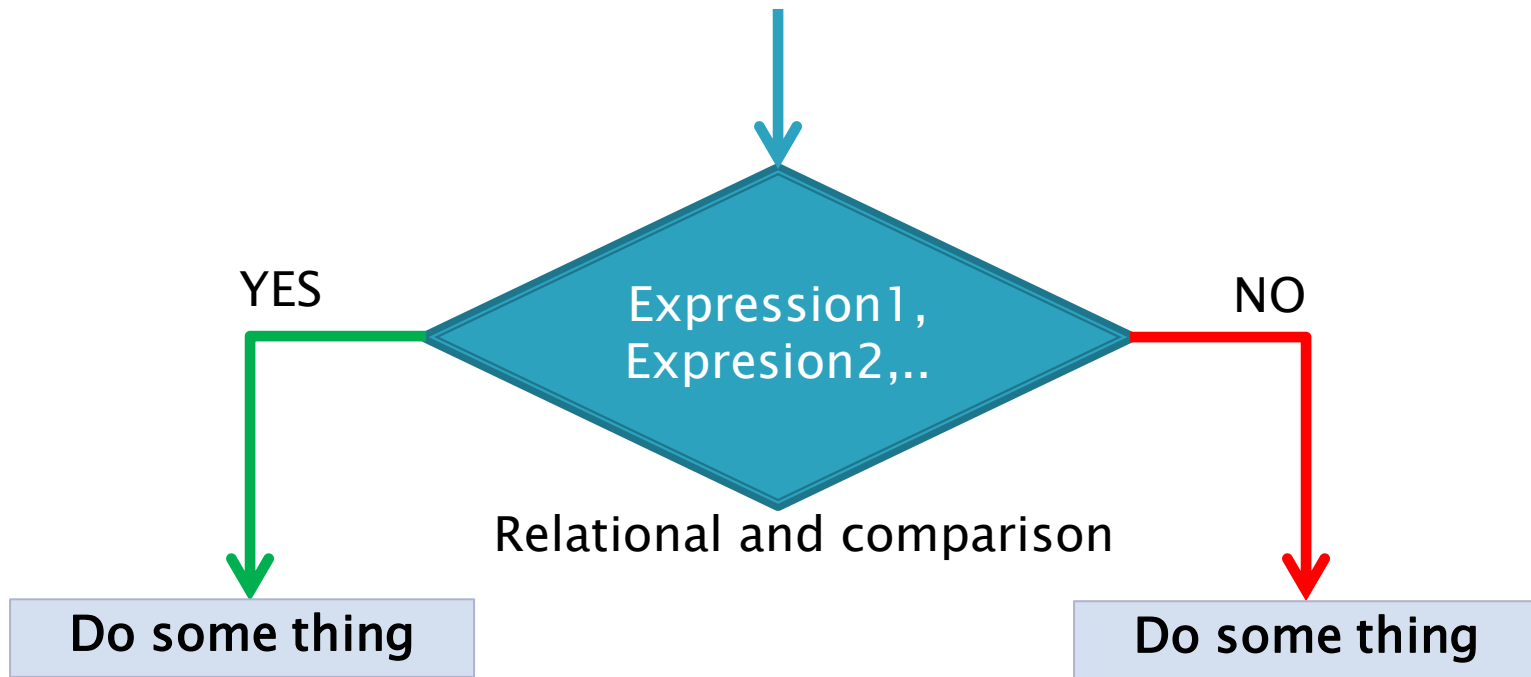 YES
NO
Expression1,
Expresion2,..
Relational and comparison
Do some thing
Do some thing